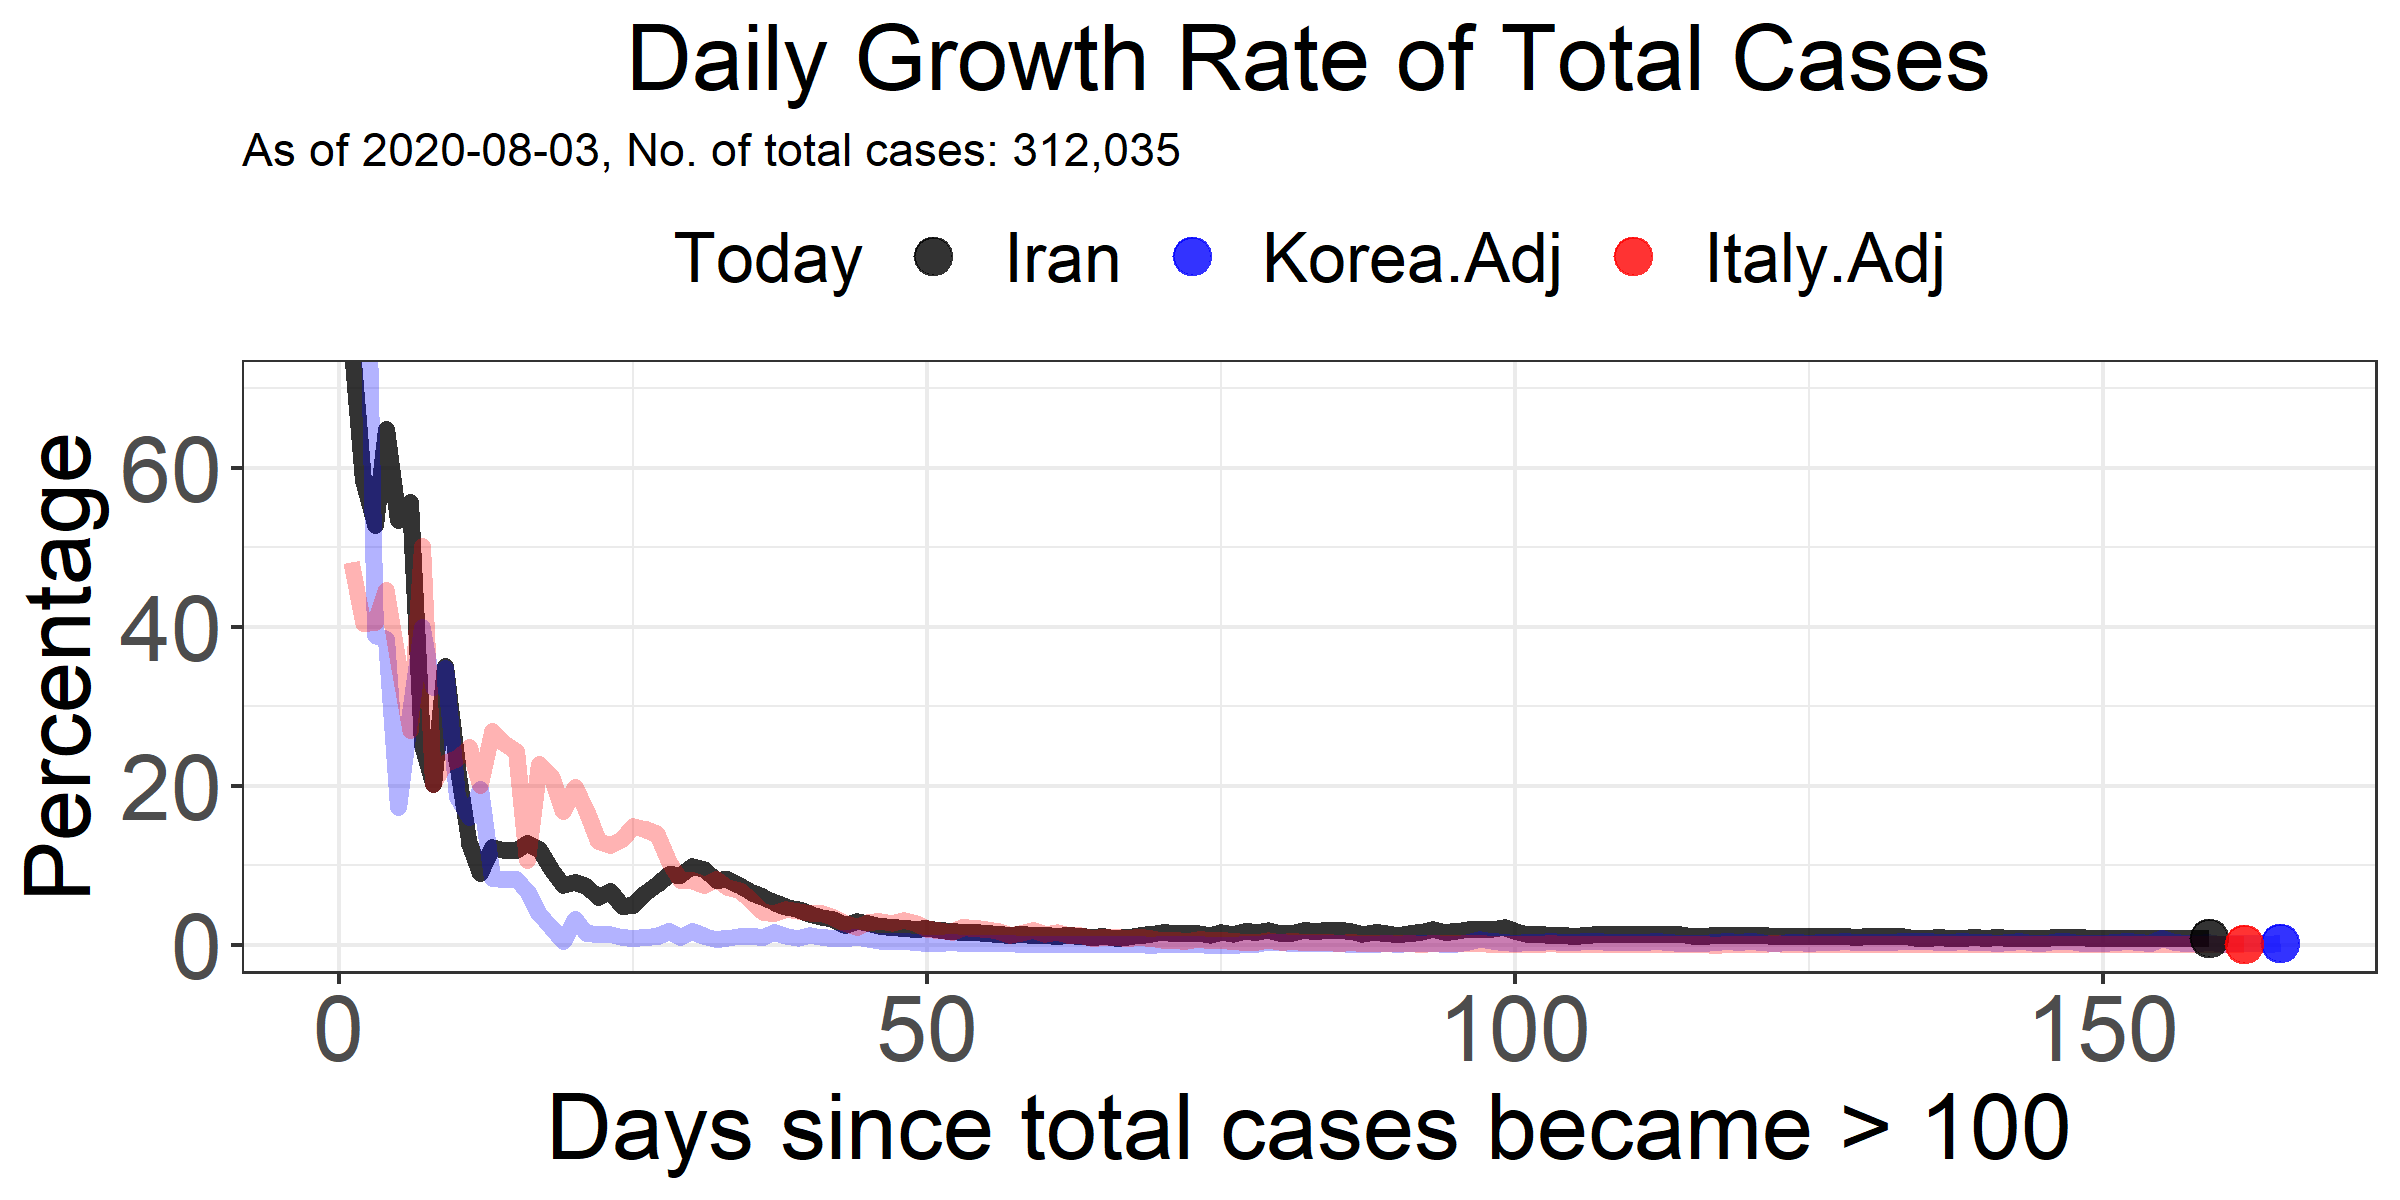 Daily Growth Rate of Total Cases
As of 2020-08-03, No. of total cases: 312,035
Today Iran Korea.Adj Italy.Adj
Percentage
60
40
20
0
0 50 100 150
Days since total cases became > 100